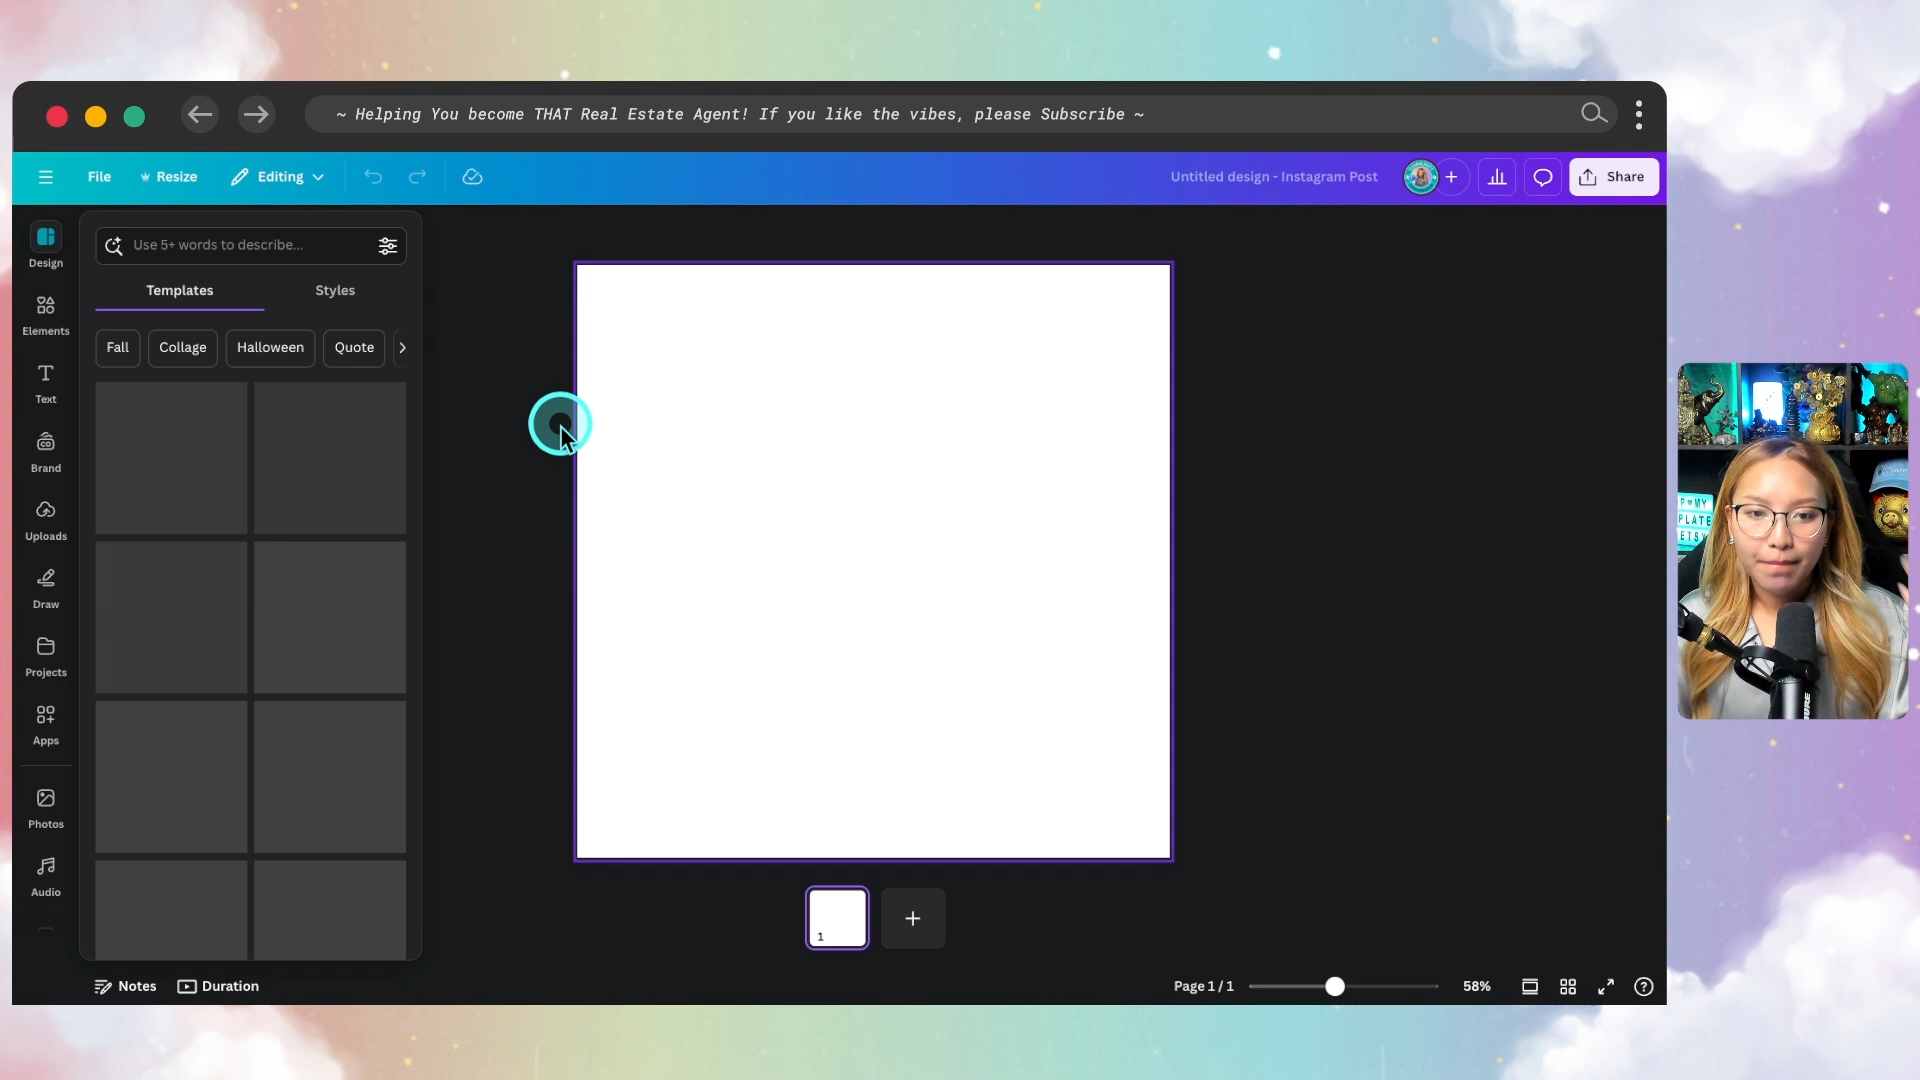 ~ Helping You become THAT Real Estate Agent! If you like the vibes, please Subscribe ~
File
Resize
Editing
Untitled design - Instagram Post
Share
Design
Elements
Text
Brand
Uploads
Draw
Projects
Apps
Photos
Audio
Use 5+ words to describe...
Templates
Styles
Fall
Collage
Halloween
Quote
1
Notes
Duration
Page 1 / 1
58%